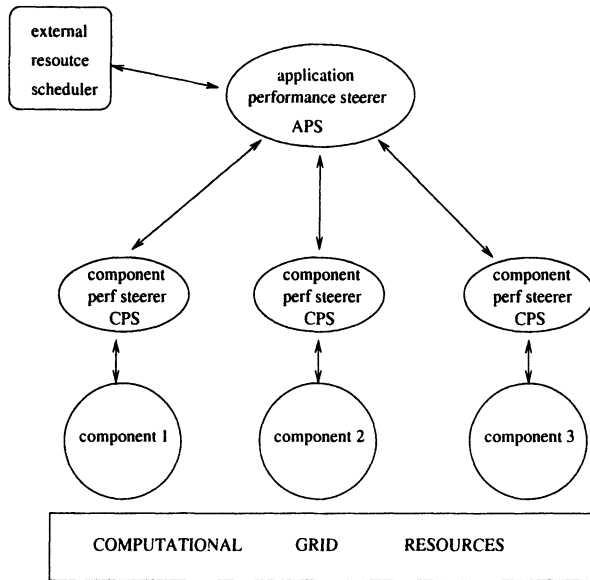 external
resoutce
scheduler
application
performance steerer
APS
component
perf steerer
CPS
component
perf steerer
CPS
component
perf steerer
CPS
component 1
component 2
component 3
COMPUTATIONAL GRID RESOURCES